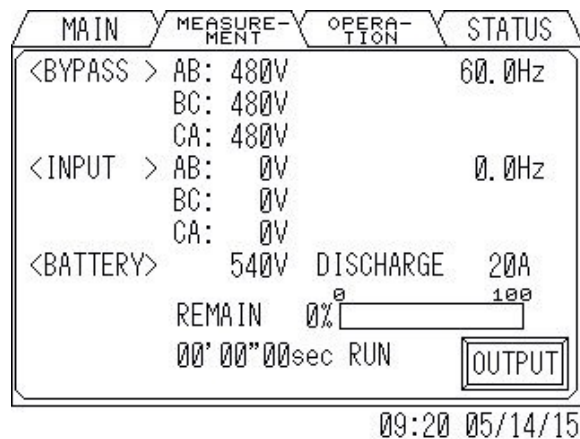 MAIN MEASURE-MENT OPERA-TION STATUS
<BYPASS > AB: 480V 60.0Hz
BC: 480V
CA: 480V
<INPUT > AB: 0V 0.0Hz
BC: 0V
CA: 0V
<BATTERY> 540V DISCHARGE 20A
0 100
REMAIN 0%
00'00"00sec RUN OUTPUT
09:20 05/14/15